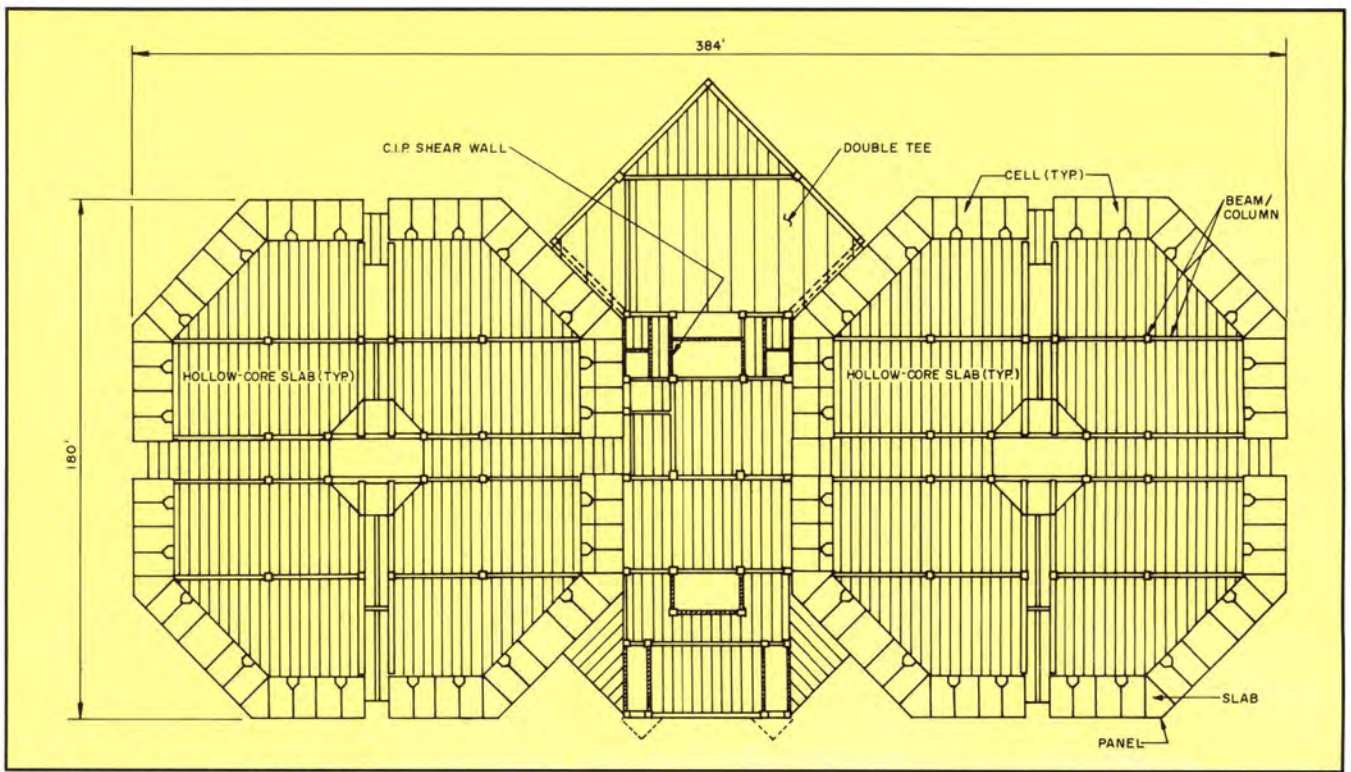 384'
C.I.P. SHEAR WALL
DOUBLE TEE
CELL (TYP.)
BEAM/
COLUMN
HOLLOW-CORE SLAB (TYP.)
HOLLOW-CORE SLAB (TYP.)
180'
SLAB
PANEL